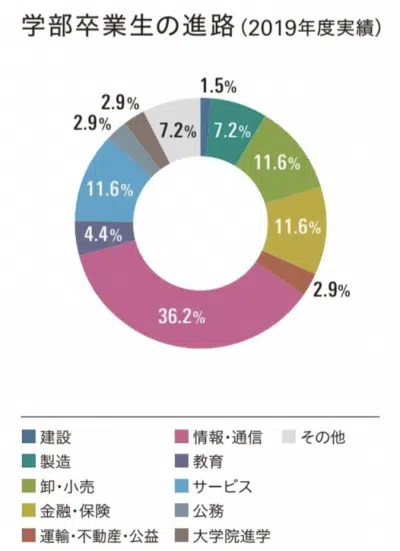 学部卒業生の進路(2019年度実績)
1.5%
7.2%
11.6%
11.6%
2.9%
36.2%
4.4%
11.6%
2.9%
2.9%
7.2%
建設
製造
卸・小売
金融・保険
運輸・不動産・公益
情報・通信
教育
サービス
公務
大学院進学
その他